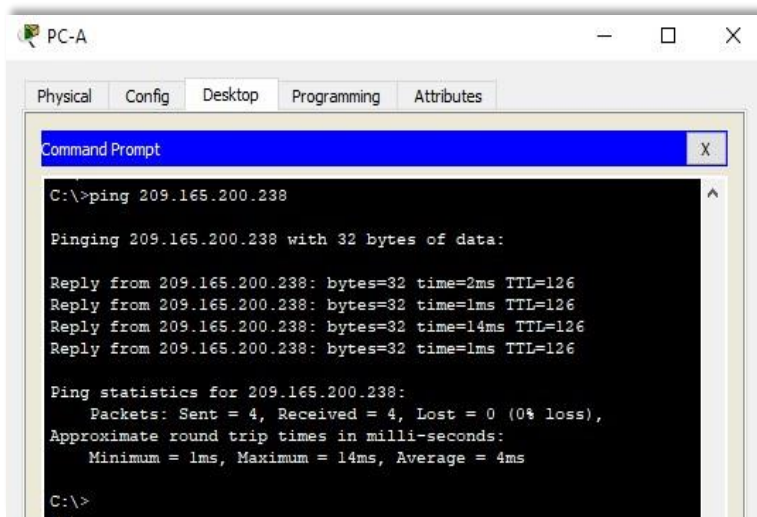 PC-A
Physical Config Desktop Programming Attributes
Command Prompt
X
C:\>ping 209.165.200.238
Pinging 209.165.200.238 with 32 bytes of data:
Reply from 209.165.200.238: bytes=32 time=2ms TTL=126
Reply from 209.165.200.238: bytes=32 time=1ms TTL=126
Reply from 209.165.200.238: bytes=32 time=14ms TTL=126
Reply from 209.165.200.238: bytes=32 time=1ms TTL=126
Ping statistics for 209.165.200.238:
Packets: Sent = 4, Received = 4, Lost = 0 (0% loss),
Approximate round trip times in milli-seconds:
Minimum = 1ms, Maximum = 14ms, Average = 4ms
C:\>